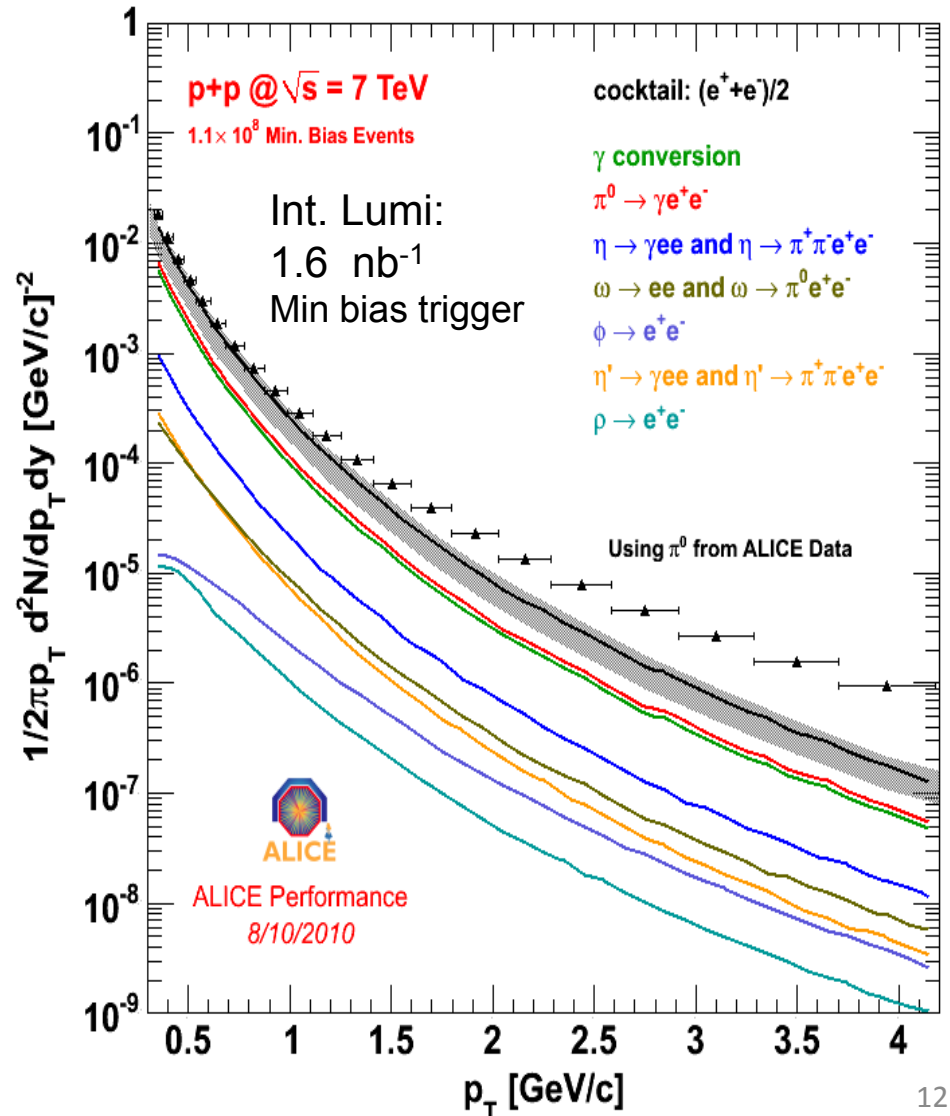 1
10⁻¹
10⁻²
10⁻³
10⁻⁴
10⁻⁵
10⁻⁶
10⁻⁷
10⁻⁸
10⁻⁹
1/2πp_T d²N/dp_Tdy [GeV/c]⁻²
p+p @ √s = 7 TeV
1.1× 10⁸ Min. Bias Events
Int. Lumi:
1.6 nb⁻¹
Min bias trigger
cocktail: (e⁺+e⁻)/2
γ conversion
π⁰ → γe⁺e⁻
η → γee and η → π⁺π⁻e⁺e⁻
ω → ee and ω → π⁰e⁺e⁻
ϕ → e⁺e⁻
η' → γee and η' → π⁺π⁻e⁺e⁻
ρ → e⁺e⁻
Using π⁰ from ALICE Data
ALICE
ALICE Performance
8/10/2010
0.5 1 1.5 2 2.5 3 3.5 4
p_T [GeV/c]
12